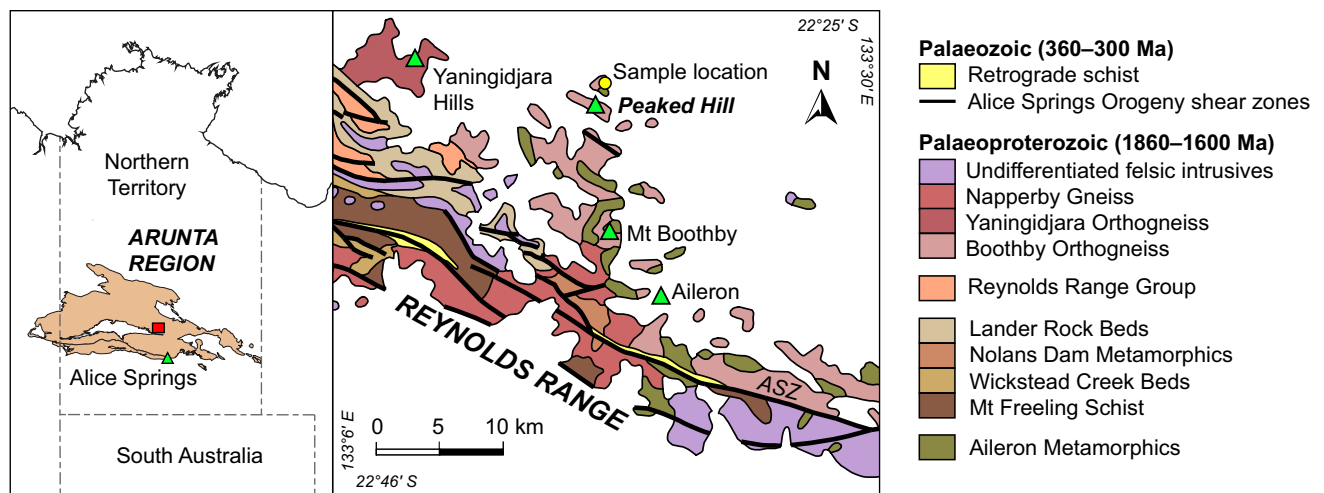 Northern
Territory
ARUNTA
REGION
Alice Springs
South Australia
22°25' S
133°30' E
N
Yaningidjara
Hills
Sample location
Peaked Hill
Mt Boothby
Aileron
REYNOLDS RANGE
ASZ
0 5 10 km
133°6' E
22°46' S
Palaeozoic (360–300 Ma)
Retrograde schist
Alice Springs Orogeny shear zones
Palaeoproterozoic (1860–1600 Ma)
Undifferentiated felsic intrusives
Napperby Gneiss
Yaningidjara Orthogneiss
Boothby Orthogneiss
Reynolds Range Group
Lander Rock Beds
Nolans Dam Metamorphics
Wickstead Creek Beds
Mt Freeling Schist
Aileron Metamorphics